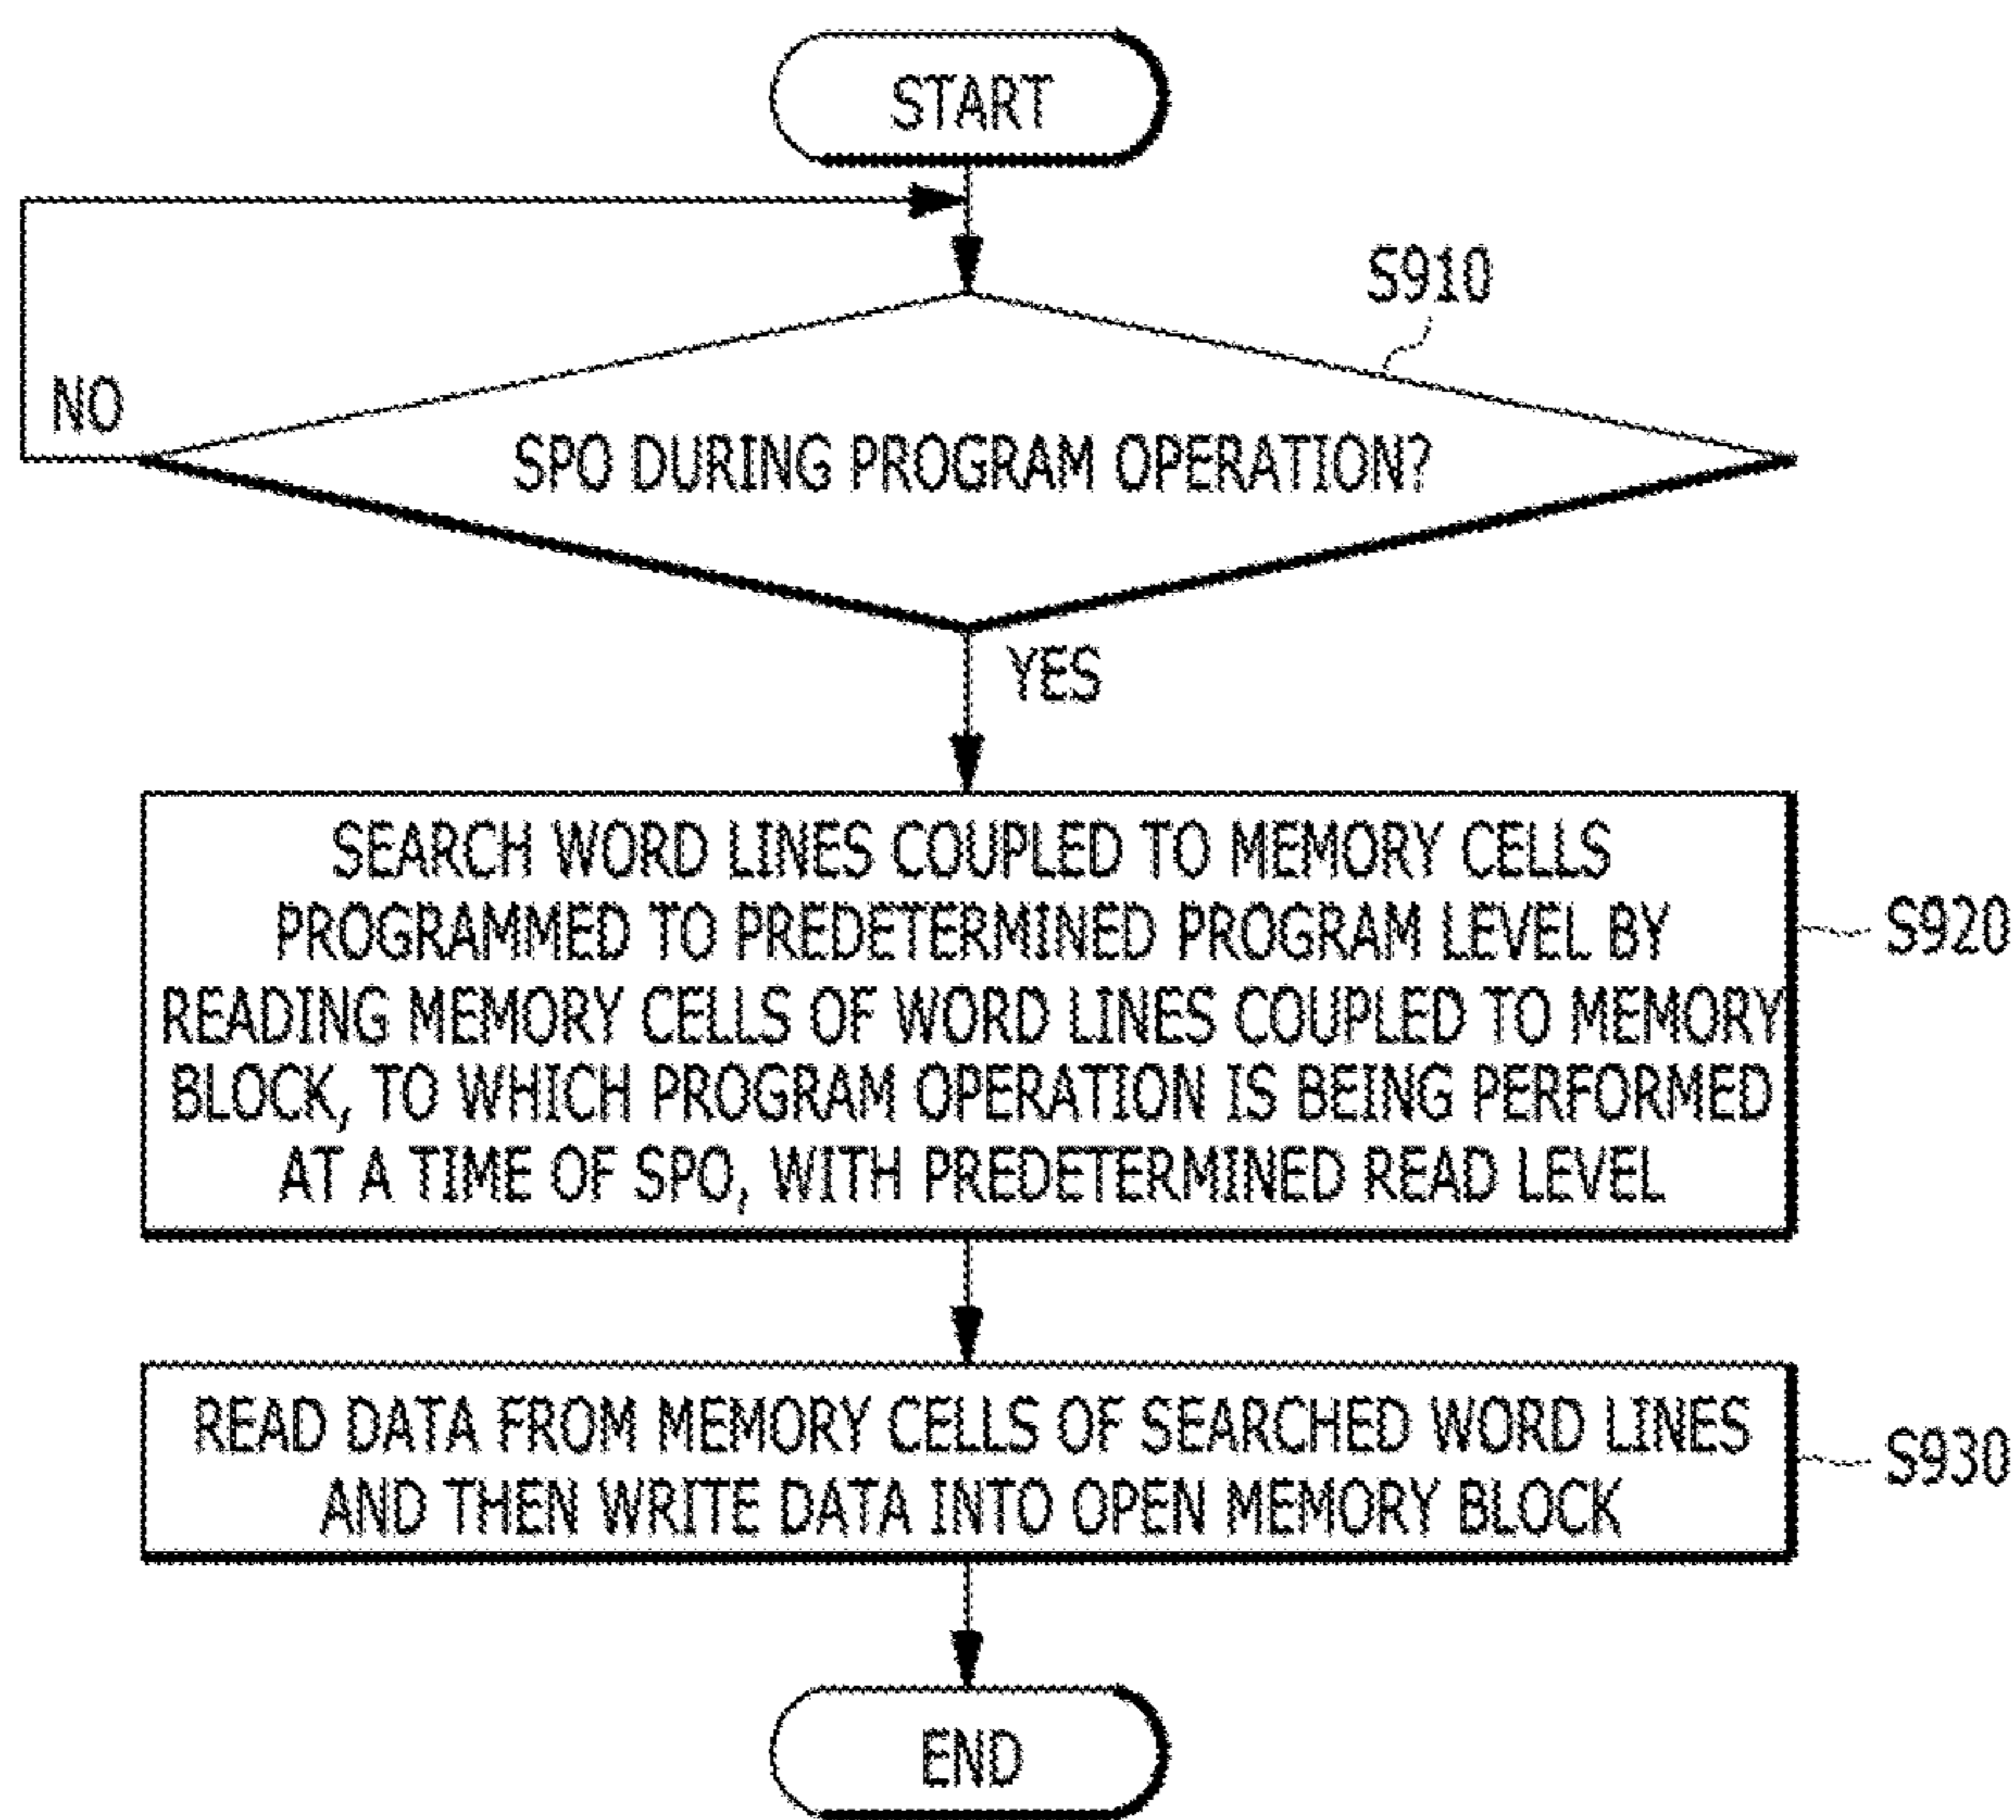 START
S910
NO
SPO DURING PROGRAM OPERATION?
YES
SEARCH WORD LINES COUPLED TO MEMORY CELLS
PROGRAMMED TO PREDETERMINED PROGRAM LEVEL BY
READING MEMORY CELLS OF WORD LINES COUPLED TO MEMORY
BLOCK, TO WHICH PROGRAM OPERATION IS BEING PERFORMED
AT A TIME OF SPO, WITH PREDETERMINED READ LEVEL
S920
READ DATA FROM MEMORY CELLS OF SEARCHED WORD LINES
AND THEN WRITE DATA INTO OPEN MEMORY BLOCK
S930
END